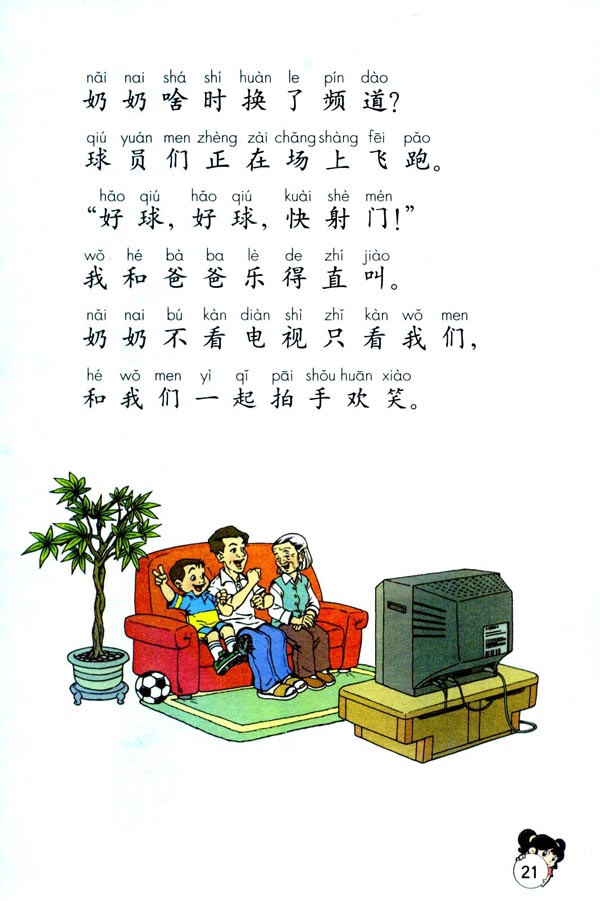 nǎi nai shá shí huàn le pín dào
奶奶啥时换了频道？
qiú yuán men zhèng zài chǎng shàng fēi pǎo
球员们正在场上飞跑。
hǎo qiú hǎo qiú kuài shè mén
“好球，好球，快射门！”
wǒ hé bà ba lè de zhí jiào
我和爸爸乐得直叫。
nǎi nai bú kàn diàn shì zhǐ kàn wǒ men
奶奶不看电视只看我们，
hé wǒ men yì qǐ pāi shǒu huān xiào
和我们一起拍手欢笑。
21